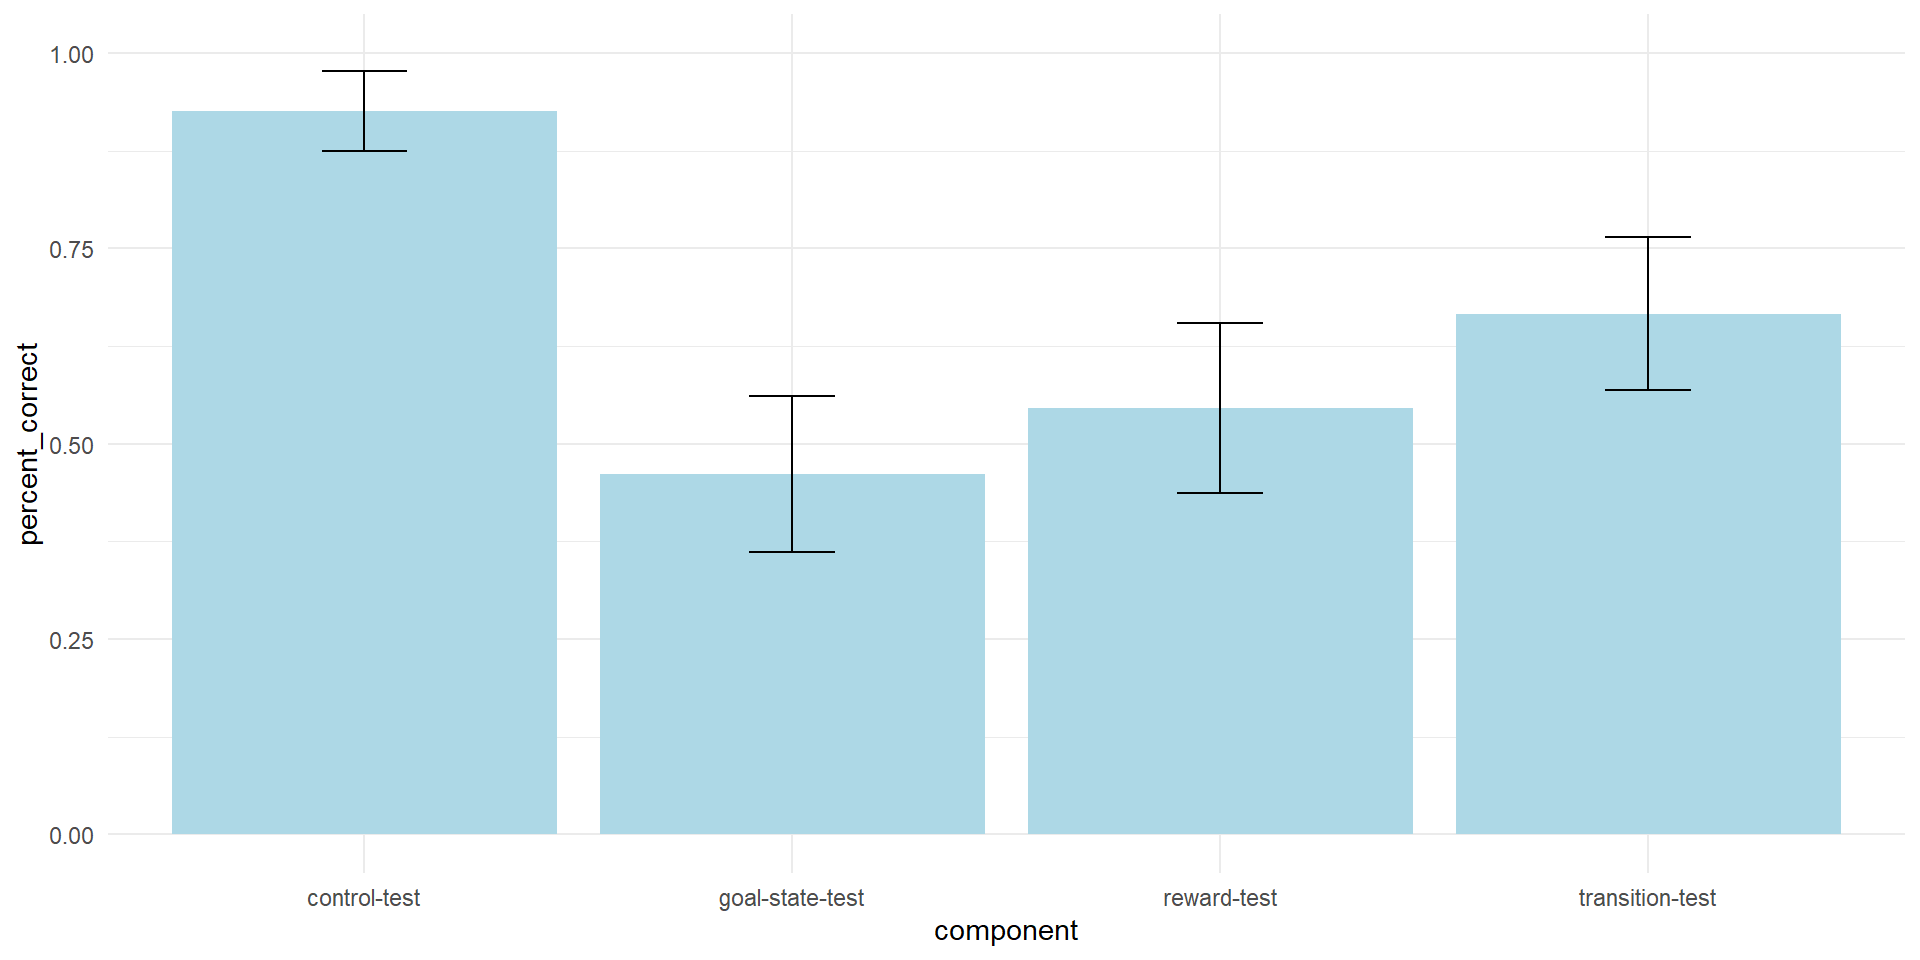 1.00
0.75
0.50
0.25
0.00
percent_correct
control-test
goal-state-test
reward-test
transition-test
component